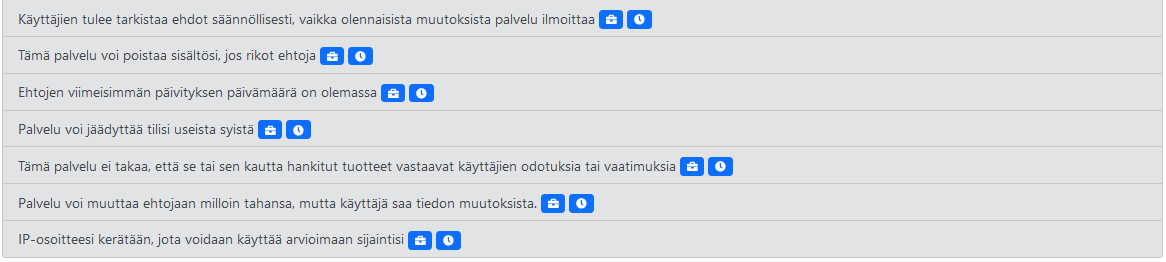 Käyttäjien tulee tarkistaa ehdot säännöllisesti, vaikka olennaisista muutoksista palvelu ilmoittaa
Tämä palvelu voi poistaa sisältösi, jos rikot ehtoja
Ehtojen viimeisimmän päivityksen päivämäärä on olemassa
Palvelu voi jäädyttää tilisi useista syistä
Tämä palvelu ei takaa, että se tai sen kautta hankitut tuotteet vastaavat käyttäjien odotuksia tai vaatimuksia
Palvelu voi muuttaa ehtojaan milloin tahansa, mutta käyttäjä saa tiedon muutoksista.
IP-osoitteesi kerätään, jota voidaan käyttää arvioimaan sijaintisi